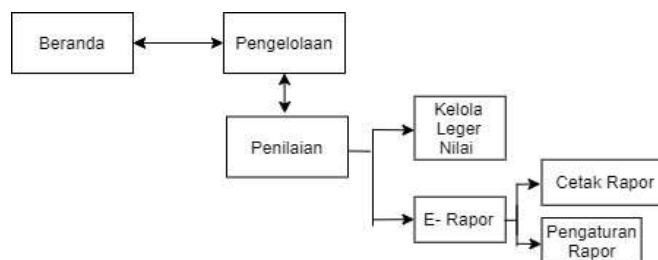 Beranda
Pengelolaan
Penilaian
Kelola
Leger
Nilai
E- Rapor
Cetak Rapor
Pengaturan
Rapor